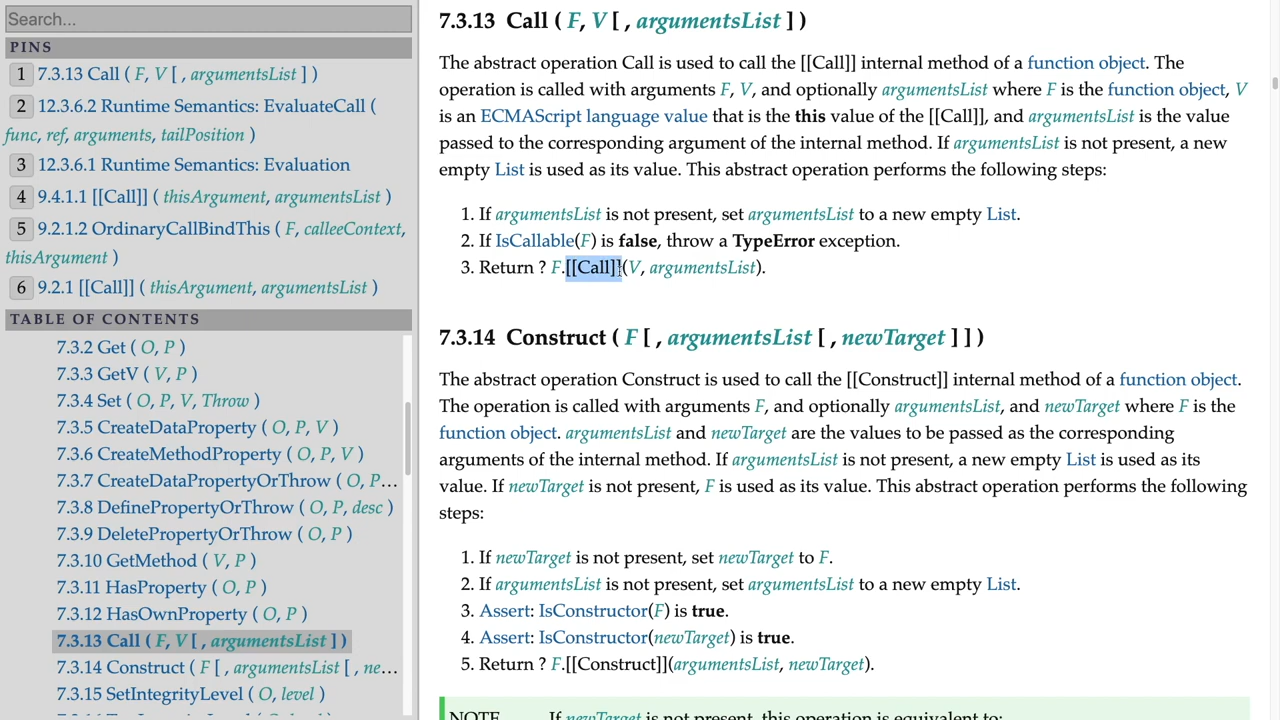 Search...
PINS
1 7.3.13 Call ( F, V [ , argumentsList ] )
2 12.3.6.2 Runtime Semantics: EvaluateCall (
func, ref, arguments, tailPosition )
3 12.3.6.1 Runtime Semantics: Evaluation
4 9.4.1.1 [[Call]] ( thisArgument, argumentsList )
5 9.2.1.2 OrdinaryCallBindThis ( F, calleeContext,
thisArgument )
6 9.2.1 [[Call]] ( thisArgument, argumentsList )
TABLE OF CONTENTS
7.3.2 Get ( O, P )
7.3.3 GetV ( V, P )
7.3.4 Set ( O, P, V, Throw )
7.3.5 CreateDataProperty ( O, P, V )
7.3.6 CreateMethodProperty ( O, P, V )
7.3.7 CreateDataPropertyOrThrow ( O, P…
7.3.8 DefinePropertyOrThrow ( O, P, desc )
7.3.9 DeletePropertyOrThrow ( O, P )
7.3.10 GetMethod ( V, P )
7.3.11 HasProperty ( O, P )
7.3.12 HasOwnProperty ( O, P )
7.3.13 Call ( F, V [ , argumentsList ] )
7.3.14 Construct ( F [ , argumentsList [ , ne…
7.3.15 SetIntegrityLevel ( O, level )
7.3.13 Call ( F, V [ , argumentsList ] )
The abstract operation Call is used to call the [[Call]] internal method of a function object. The
operation is called with arguments F, V, and optionally argumentsList where F is the function object, V
is an ECMAScript language value that is the this value of the [[Call]], and argumentsList is the value
passed to the corresponding argument of the internal method. If argumentsList is not present, a new
empty List is used as its value. This abstract operation performs the following steps:
1. If argumentsList is not present, set argumentsList to a new empty List.
2. If IsCallable(F) is false, throw a TypeError exception.
3. Return ? F.[[Call]](V, argumentsList).
7.3.14 Construct ( F [ , argumentsList [ , newTarget ] ] )
The abstract operation Construct is used to call the [[Construct]] internal method of a function object.
The operation is called with arguments F, and optionally argumentsList, and newTarget where F is the
function object. argumentsList and newTarget are the values to be passed as the corresponding
arguments of the internal method. If argumentsList is not present, a new empty List is used as its
value. If newTarget is not present, F is used as its value. This abstract operation performs the following
steps:
1. If newTarget is not present, set newTarget to F.
2. If argumentsList is not present, set argumentsList to a new empty List.
3. Assert: IsConstructor(F) is true.
4. Assert: IsConstructor(newTarget) is true.
5. Return ? F.[[Construct]](argumentsList, newTarget).
NOTE If newTarget is not present, this operation is equivalent to: